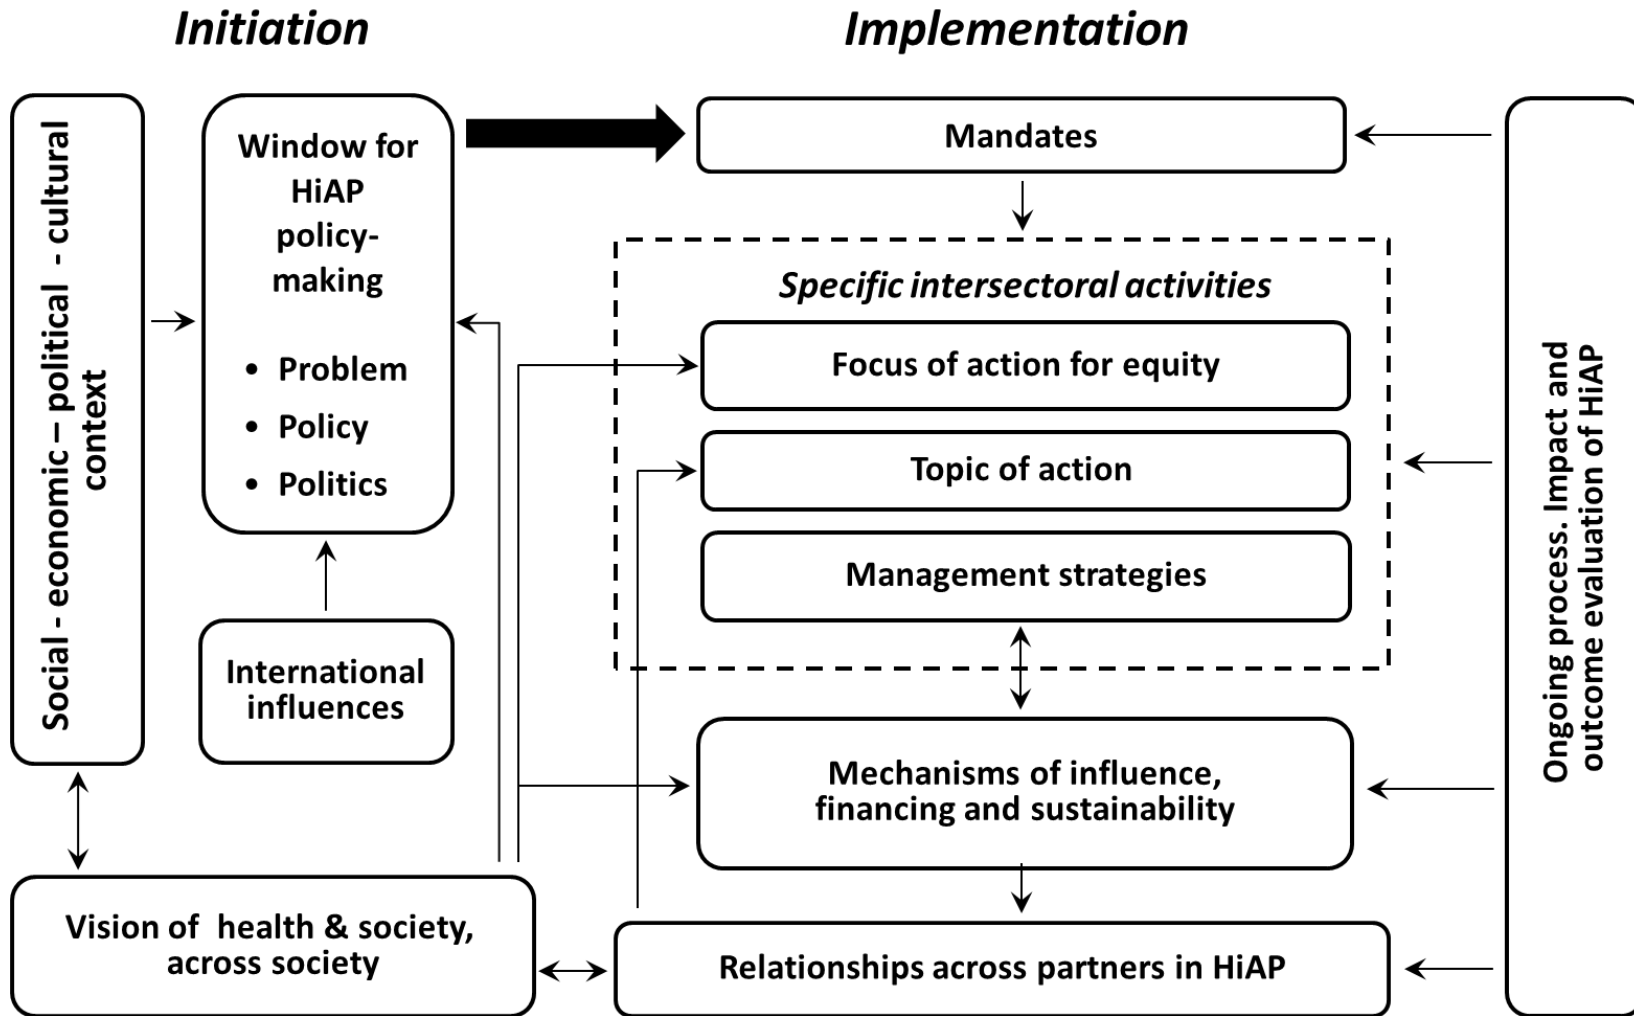 Initiation
Implementation
Social - economic – political - cultural
context
Window for
HiAP
policy-
making
• Problem
• Policy
• Politics
International
influences
Vision of health & society,
across society
Mandates
Specific intersectoral activities
Focus of action for equity
Topic of action
Management strategies
Mechanisms of influence,
financing and sustainability
Relationships across partners in HiAP
Ongoing process. Impact and
outcome evaluation of HiAP